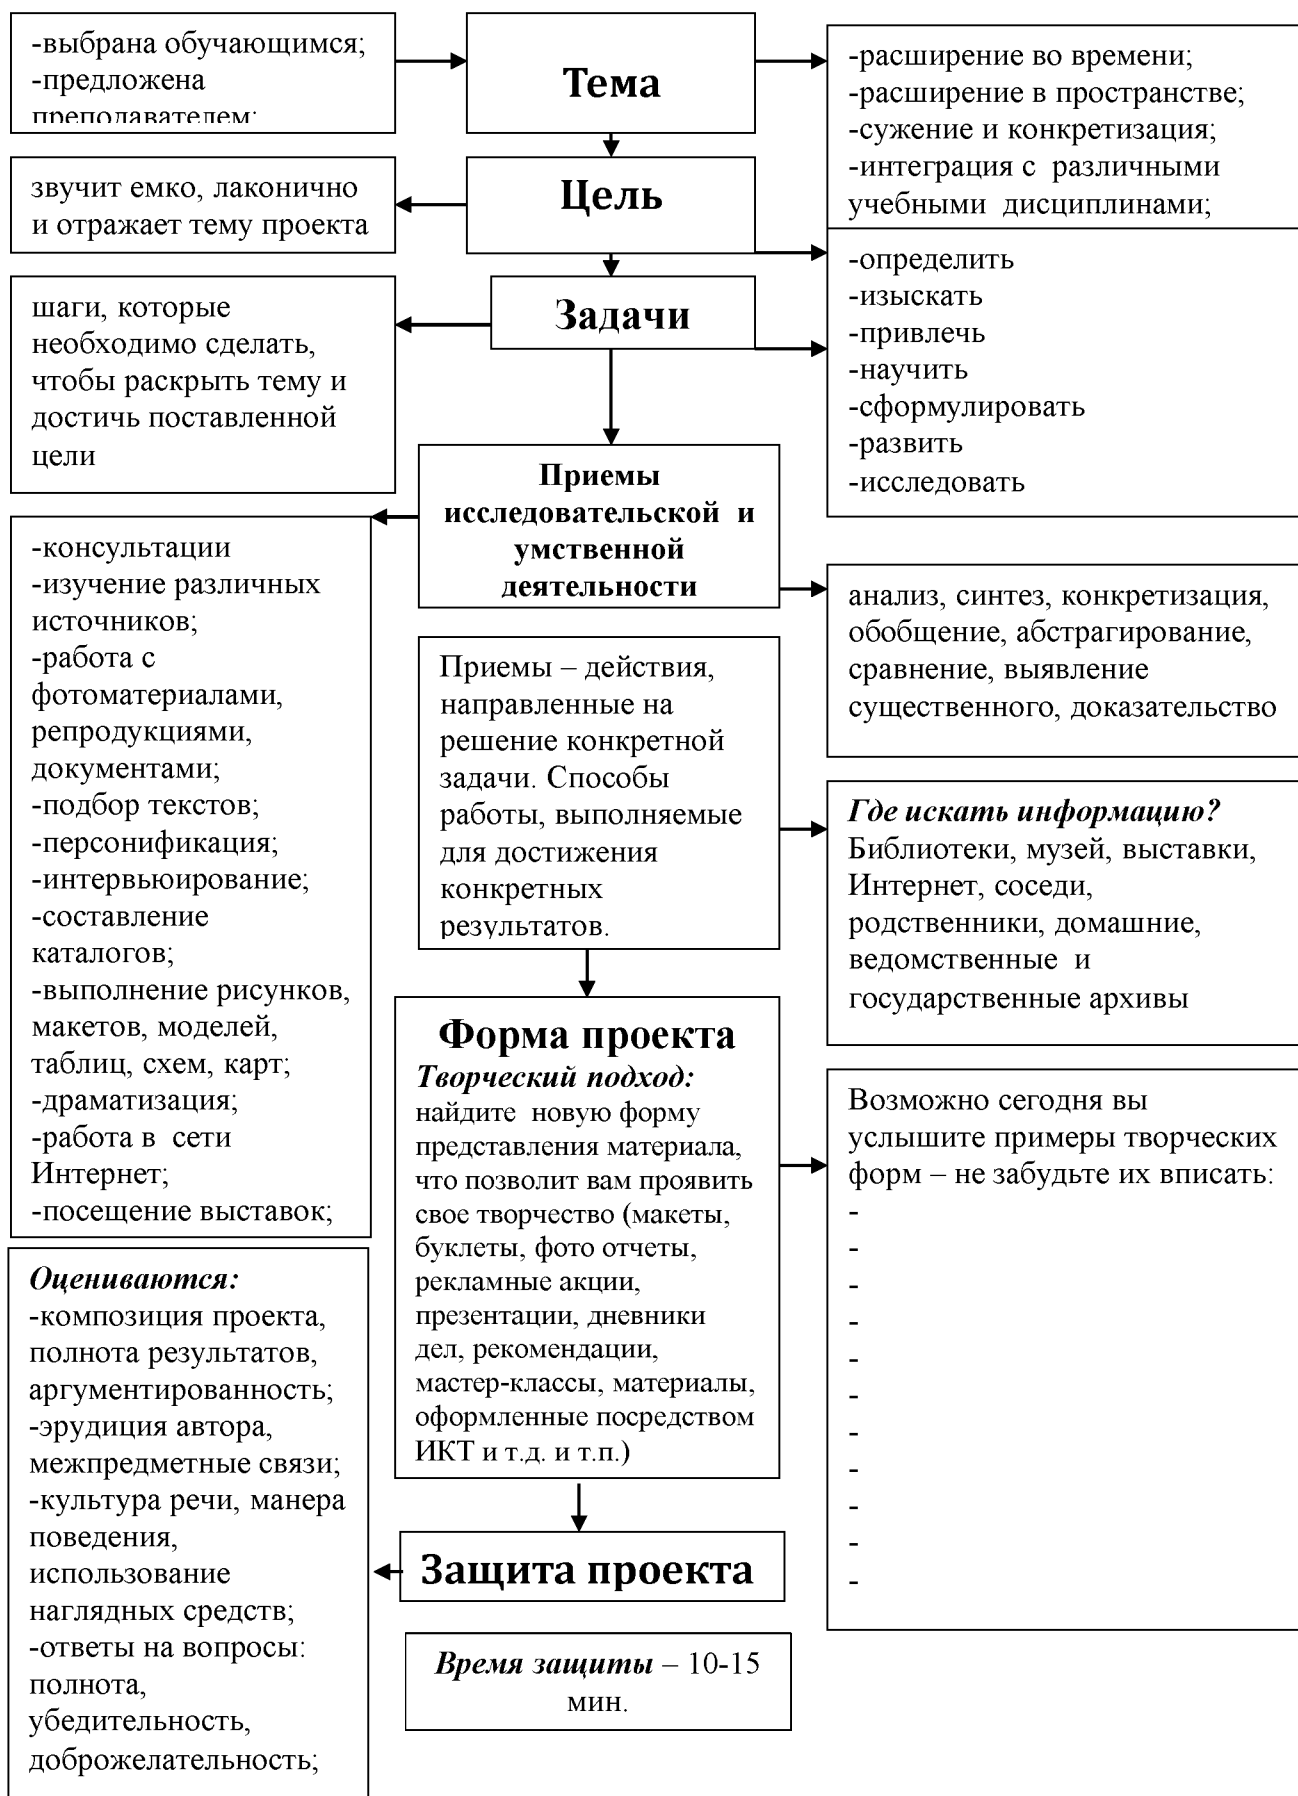 -выбрана обучающимся;
-предложена
преподавателем;
Тема
-расширение во времени;
-расширение в пространстве;
-сужение и конкретизация;
-интеграция с различными
учебными дисциплинами;
звучит емко, лаконично
и отражает тему проекта
Цель
-определить
-изыскать
-привлечь
-научить
-сформулировать
-развить
-исследовать
шаги, которые
необходимо сделать,
чтобы раскрыть тему и
достичь поставленной
цели
Задачи
Приемы
исследовательской и
умственной
деятельности
-консультации
-изучение различных
источников;
-работа с
фотоматериалами,
репродукциями,
документами;
-подбор текстов;
-персонификация;
-интервьюирование;
-составление
каталогов;
-выполнение рисунков,
макетов, моделей,
таблиц, схем, карт;
-драматизация;
-работа в сети
Интернет;
-посещение выставок;
анализ, синтез, конкретизация,
обобщение, абстрагирование,
сравнение, выявление
существенного, доказательство
Приемы – действия,
направленные на
решение конкретной
задачи. Способы
работы, выполняемые
для достижения
конкретных
результатов.
Где искать информацию?
Библиотеки, музей, выставки,
Интернет, соседи,
родственники, домашние,
ведомственные и
государственные архивы
Форма проекта
Творческий подход:
найдите новую форму
представления материала,
что позволит вам проявить
свое творчество (макеты,
буклеты, фото отчеты,
рекламные акции,
презентации, дневники
дел, рекомендации,
мастер-классы, материалы,
оформленные посредством
ИКТ и т.д. и т.п.)
Возможно сегодня вы
услышите примеры творческих
форм – не забудьте их вписать:
-
-
-
-
-
-
-
-
-
-
-
Оцениваются:
-композиция проекта,
полнота результатов,
аргументированность;
-эрудиция автора,
межпредметные связи;
-культура речи, манера
поведения,
использование
наглядных средств;
-ответы на вопросы:
полнота,
убедительность,
доброжелательность;
Защита проекта
Время защиты – 10-15
мин.